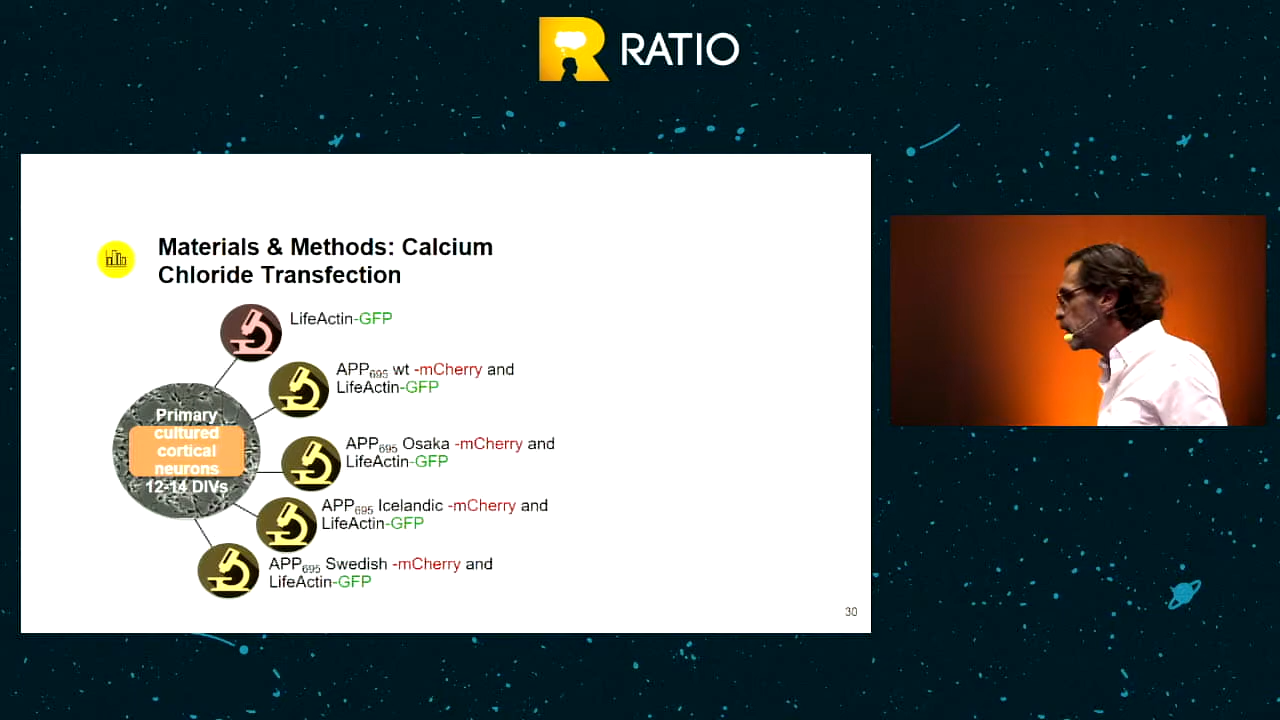 RATIO
Materials & Methods: Calcium
Chloride Transfection
LifeActin-GFP
APP695 wt -mCherry and
LifeActin-GFP
Primary
cultured
cortical
neurons
12-14 DIVs
APP695 Osaka -mCherry and
LifeActin-GFP
APP695 Icelandic -mCherry and
LifeActin-GFP
APP695 Swedish -mCherry and
LifeActin-GFP
30